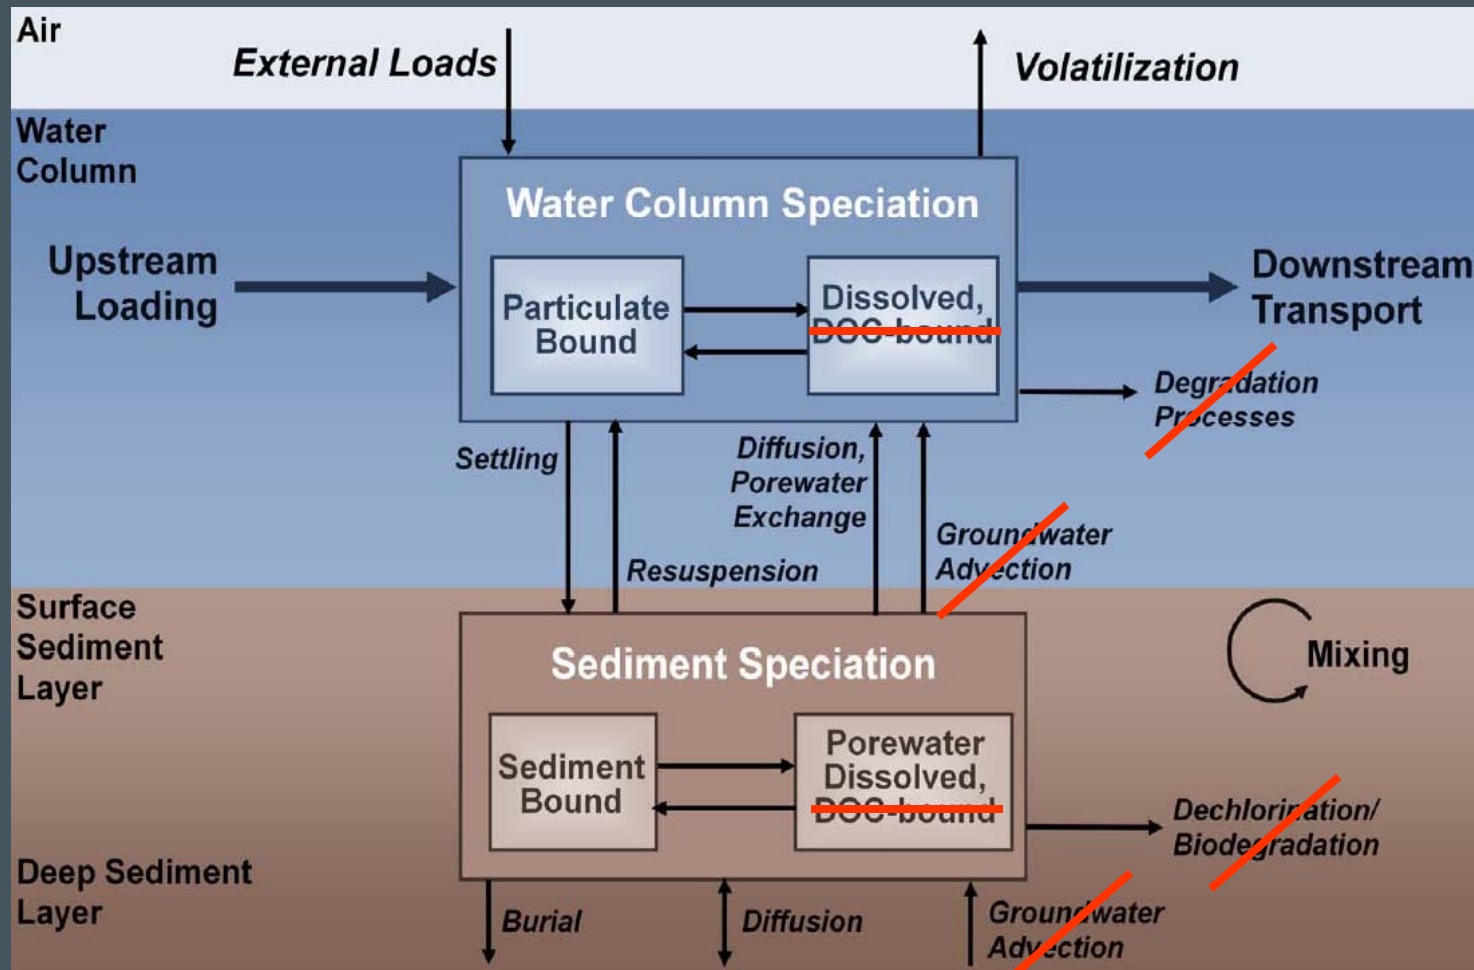 Air
External Loads
Volatilization
Water
Column
Water Column Speciation
Upstream
Loading
Particulate
Bound
Dissolved,
DOC-bound
Downstream
Transport
Degradation
Processes
Settling
Diffusion,
Porewater
Exchange
Groundwater
Advection
Resuspension
Surface
Sediment
Layer
Sediment Speciation
Mixing
Sediment
Bound
Porewater
Dissolved,
DOC-bound
Dechlorination/
Biodegradation
Deep Sediment
Layer
Burial
Diffusion
Groundwater
Advection